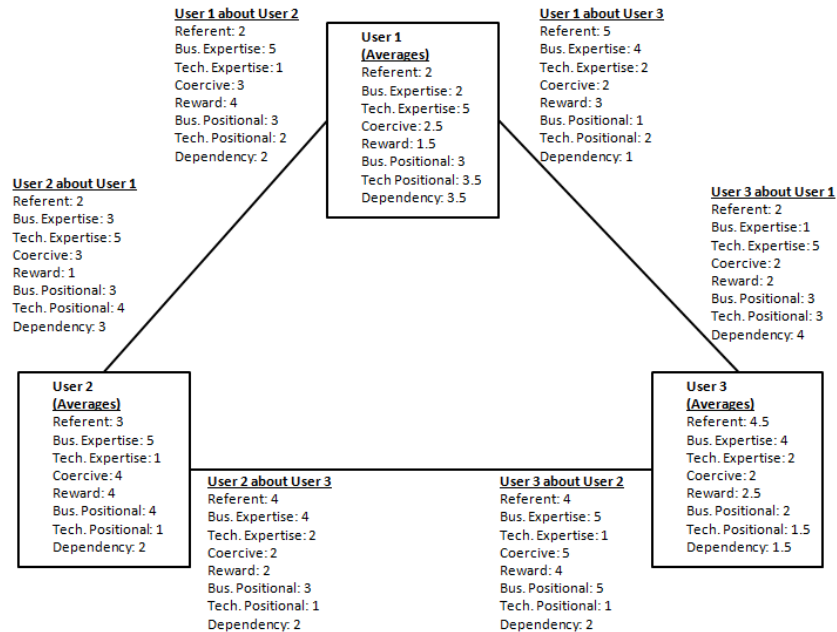 User 1 about User 2
Referent: 2
Bus. Expertise: 5
Tech. Expertise: 1
Coercive: 3
Reward: 4
Bus. Positional: 3
Tech. Positional: 2
Dependency: 2
User 1
(Averages)
Referent: 2
Bus. Expertise: 2
Tech. Expertise: 5
Coercive: 2.5
Reward: 1.5
Bus. Positional: 3
Tech Positional: 3.5
Dependency: 3.5
User 1 about User 3
Referent: 5
Bus. Expertise: 4
Tech. Expertise: 2
Coercive: 2
Reward: 3
Bus. Positional: 1
Tech. Positional: 2
Dependency: 1
User 2 about User 1
Referent: 2
Bus. Expertise: 3
Tech. Expertise: 5
Coercive: 3
Reward: 1
Bus. Positional: 3
Tech. Positional: 4
Dependency: 3
User 3 about User 1
Referent: 2
Bus. Expertise: 1
Tech. Expertise: 5
Coercive: 2
Reward: 2
Bus. Positional: 3
Tech. Positional: 3
Dependency: 4
User 2
(Averages)
Referent: 3
Bus. Expertise: 5
Tech. Expertise: 1
Coercive: 4
Reward: 4
Bus. Positional: 4
Tech. Positional: 1
Dependency: 2
User 2 about User 3
Referent: 4
Bus. Expertise: 4
Tech. Expertise: 2
Coercive: 2
Reward: 2
Bus. Positional: 3
Tech. Positional: 1
Dependency: 2
User 3 about User 2
Referent: 4
Bus. Expertise: 5
Tech. Expertise: 1
Coercive: 5
Reward: 4
Bus. Positional: 5
Tech. Positional: 1
Dependency: 2
User 3
(Averages)
Referent: 4.5
Bus. Expertise: 4
Tech. Expertise: 2
Coercive: 2
Reward: 2.5
Bus. Positional: 2
Tech. Positional: 1.5
Dependency: 1.5